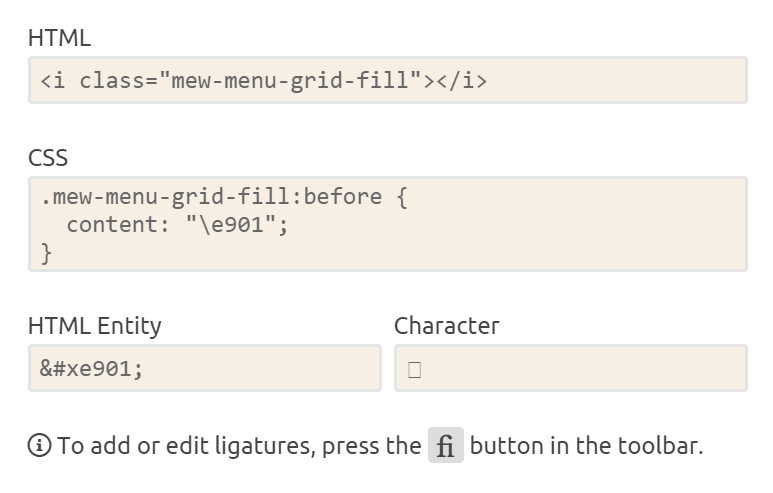 HTML
<i class="mew-menu-grid-fill"></i>
CSS
.mew-menu-grid-fill:before {
  content: "\e901";
}
HTML Entity
&#xe901;
Character
To add or edit ligatures, press the fi button in the toolbar.